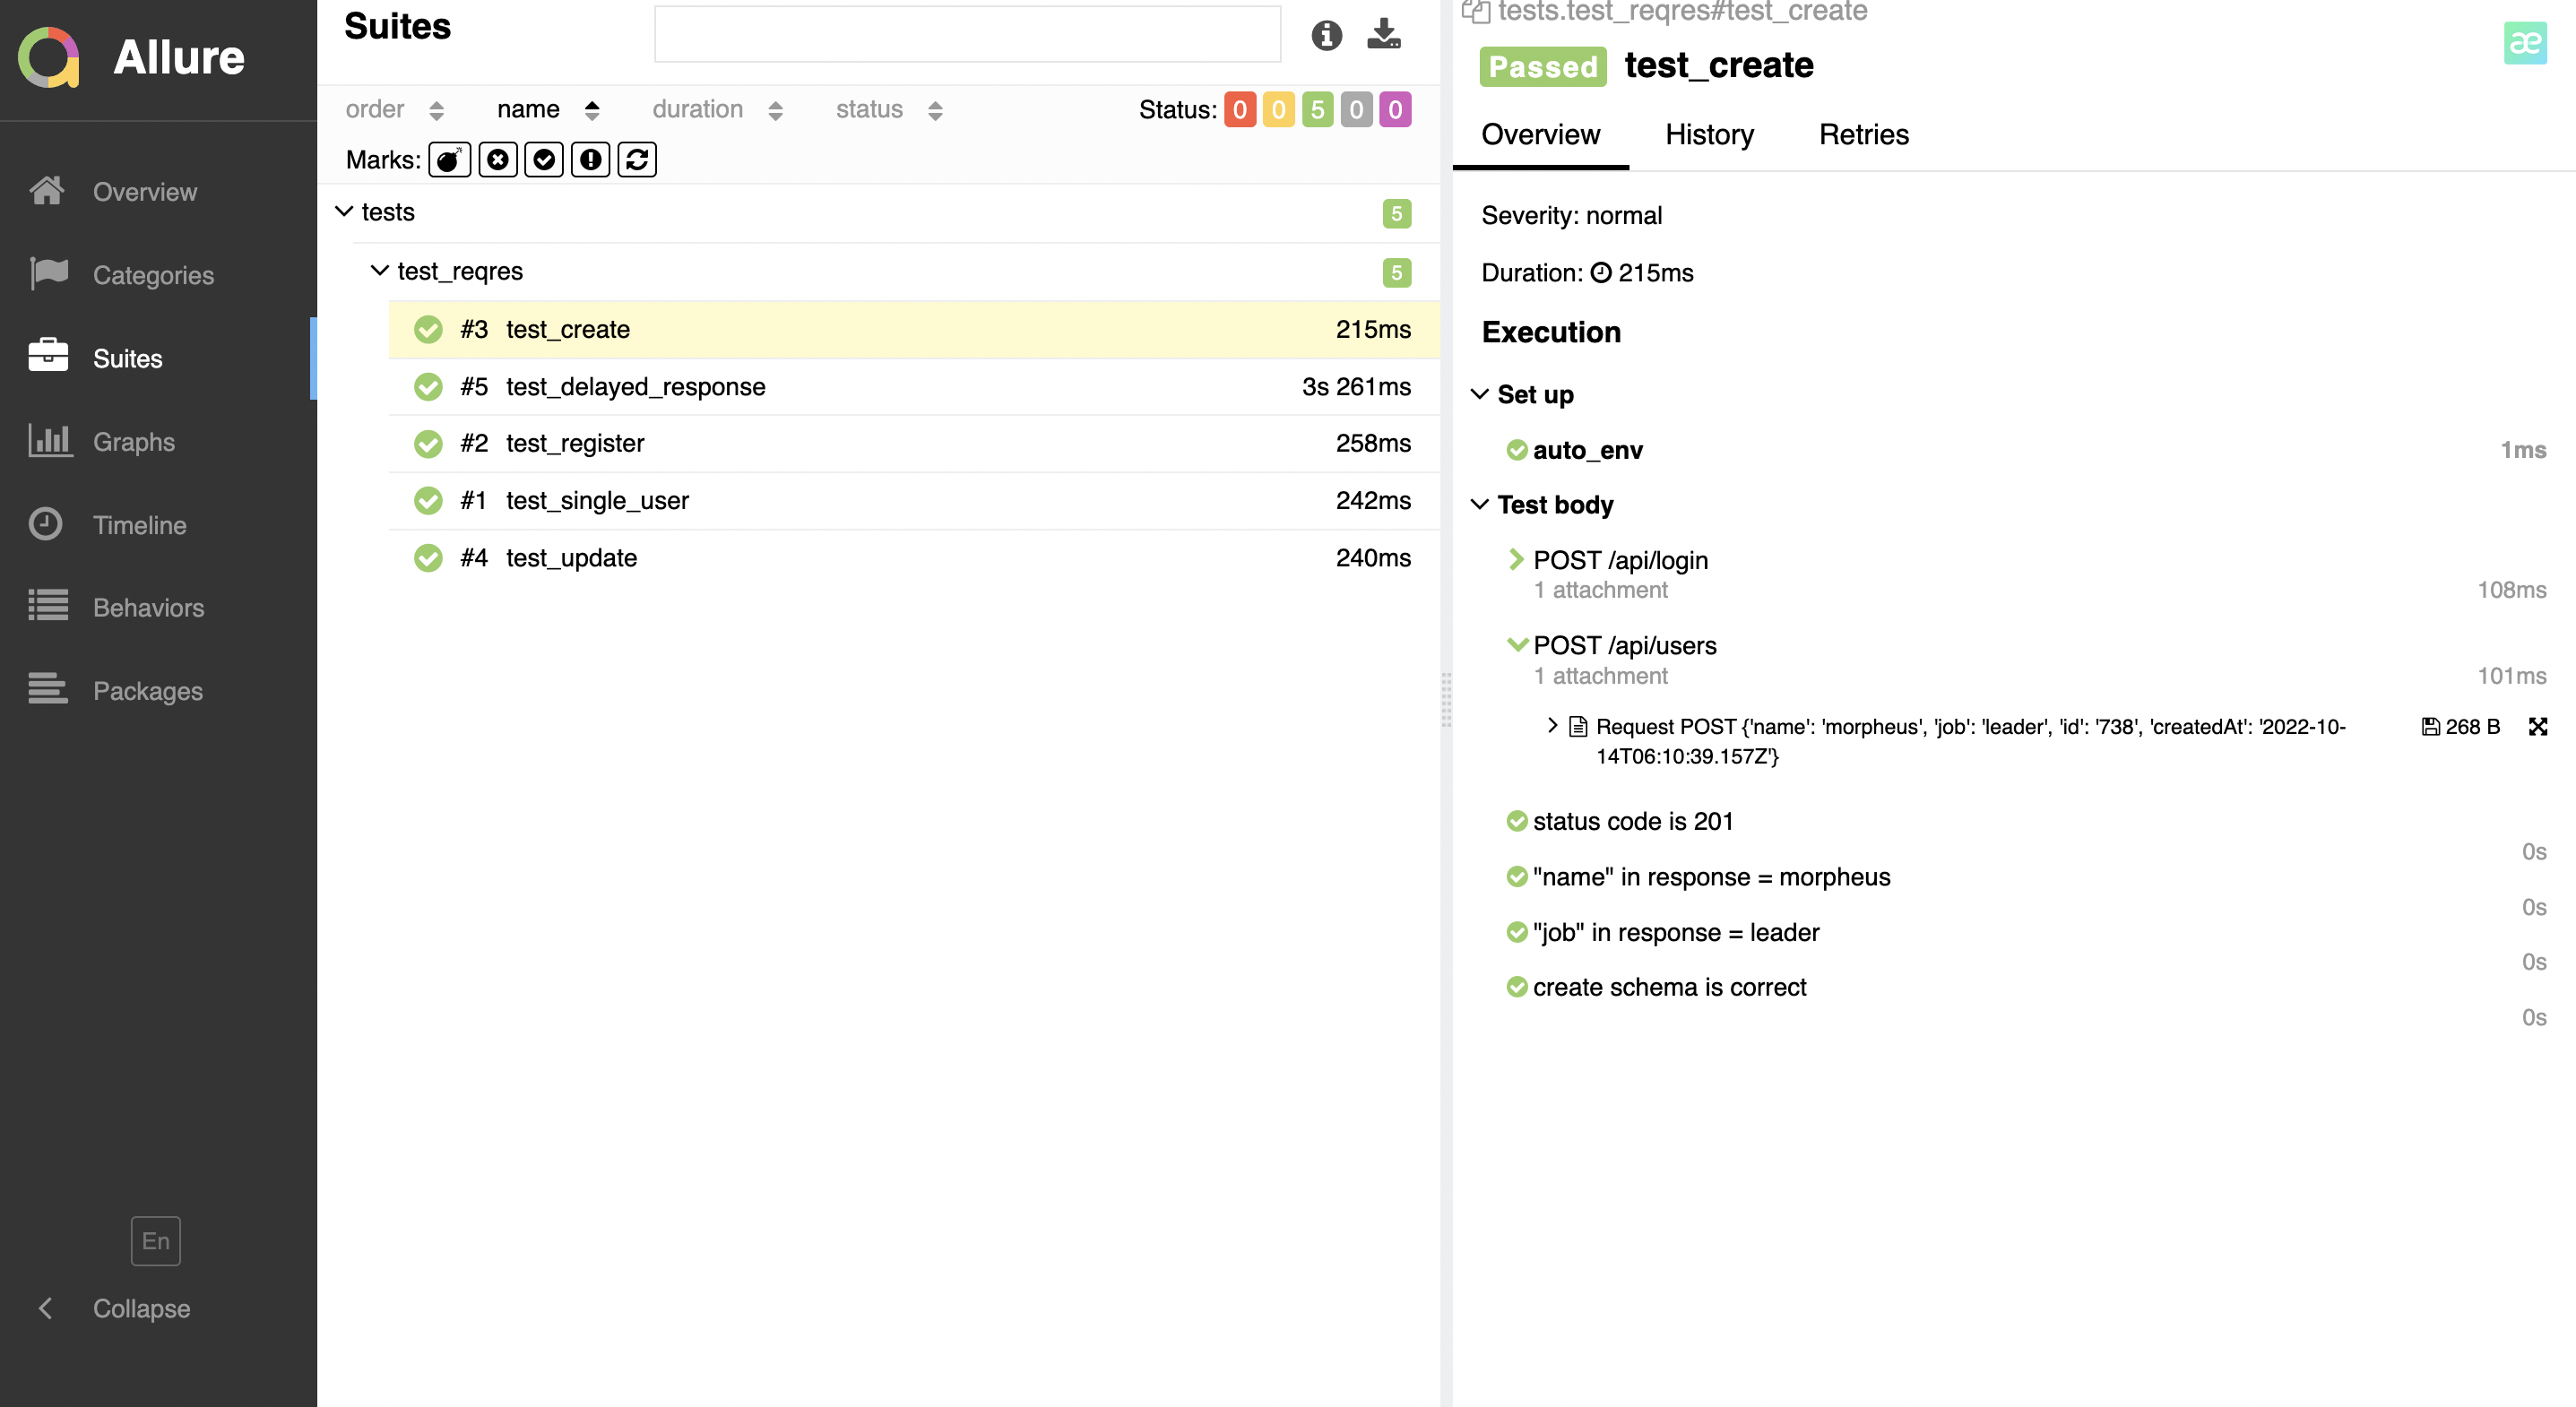 Allure
Overview
Categories
Suites
Graphs
Timeline
Behaviors
Packages
En
Collapse
Suites
order name duration status Status: 0 0 5 0 0
Marks:
tests 5
test_reqres 5
#3 test_create 215ms
#5 test_delayed_response 3s 261ms
#2 test_register 258ms
#1 test_single_user 242ms
#4 test_update 240ms
tests.test_reqres#test_create
æ
Passed test_create
Overview History Retries
Severity: normal
Duration: 215ms
Execution
Set up
auto_env 1ms
Test body
POST /api/login
1 attachment 108ms
POST /api/users
1 attachment 101ms
Request POST {'name': 'morpheus', 'job': 'leader', 'id': '738', 'createdAt': '2022-10- 268 B
14T06:10:39.157Z'}
status code is 201
0s
"name" in response = morpheus
0s
"job" in response = leader
0s
create schema is correct
0s